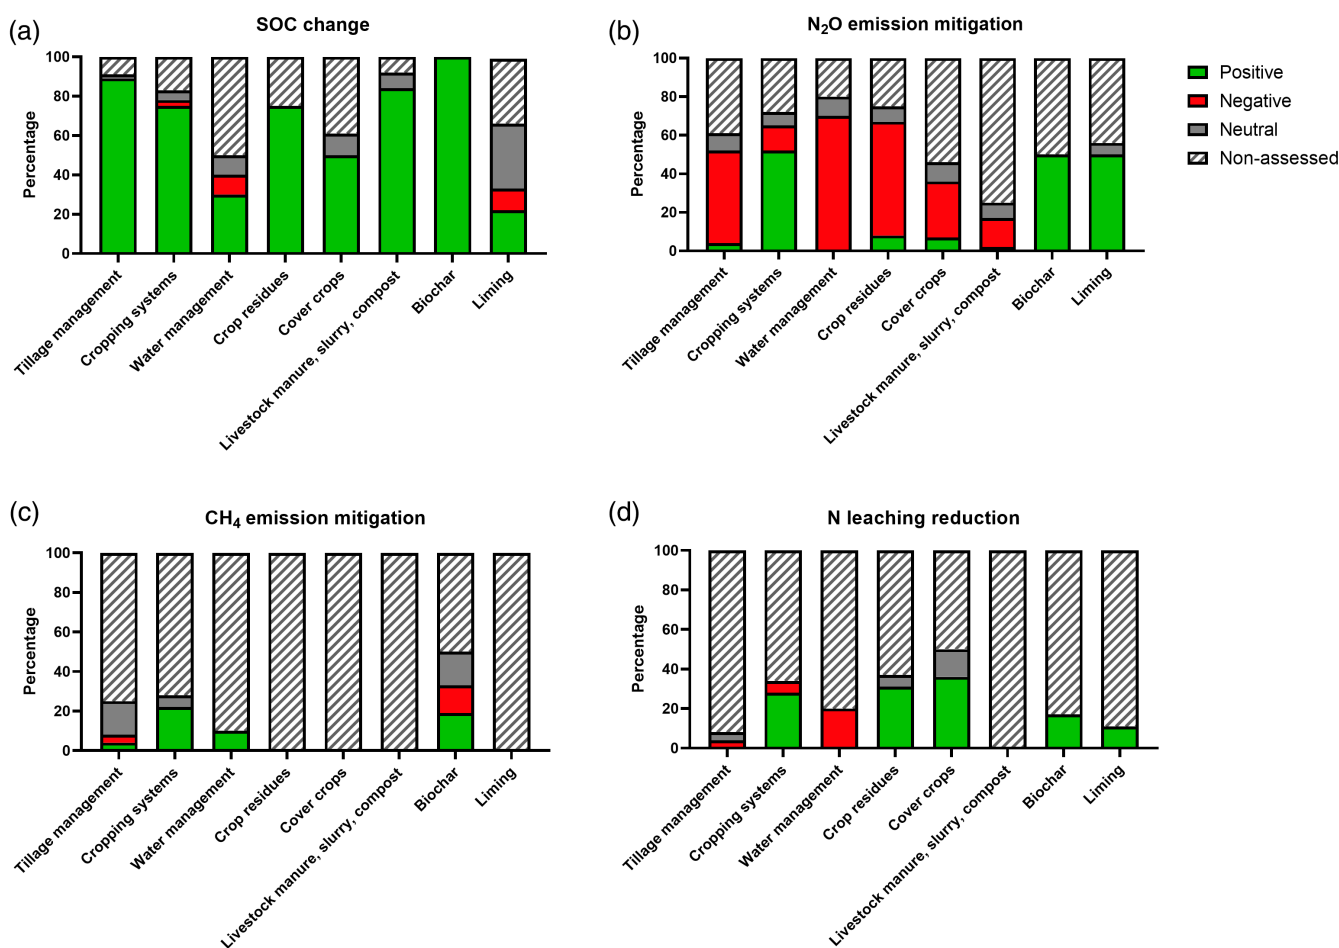 (a)
SOC change
Percentage
100
80
60
40
20
0
Tillage management
Cropping systems
Water management
Crop residues
Cover crops
Livestock manure, slurry, compost
Biochar
Liming
(b)
N₂O emission mitigation
Percentage
100
80
60
40
20
0
Tillage management
Cropping systems
Water management
Crop residues
Cover crops
Livestock manure, slurry, compost
Biochar
Liming
Positive
Negative
Neutral
Non-assessed
(c)
CH₄ emission mitigation
Percentage
100
80
60
40
20
0
Tillage management
Cropping systems
Water management
Crop residues
Cover crops
Livestock manure, slurry, compost
Biochar
Liming
(d)
N leaching reduction
Percentage
100
80
60
40
20
0
Tillage management
Cropping systems
Water management
Crop residues
Cover crops
Livestock manure, slurry, compost
Biochar
Liming